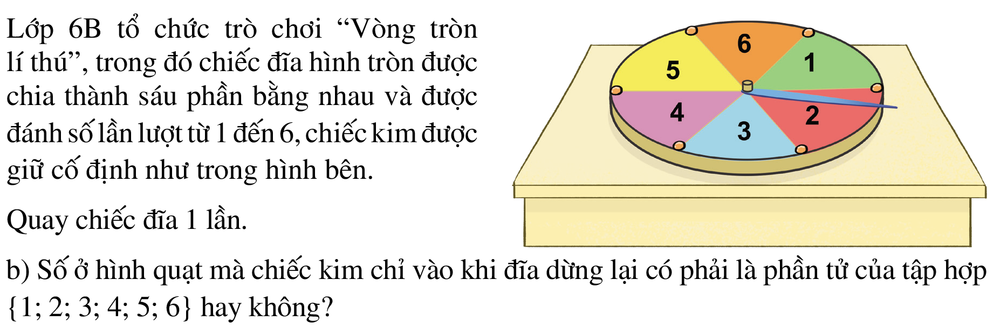 Lớp 6B tổ chức trò chơi “Vòng tròn
lí thú”, trong đó chiếc đĩa hình tròn được
chia thành sáu phần bằng nhau và được
đánh số lần lượt từ 1 đến 6, chiếc kim được
giữ cố định như trong hình bên.
Quay chiếc đĩa 1 lần.
6
1
5
4
2
3
b) Số ở hình quạt mà chiếc kim chỉ vào khi đĩa dừng lại có phải là phần tử của tập hợp
{1; 2; 3; 4; 5; 6} hay không?